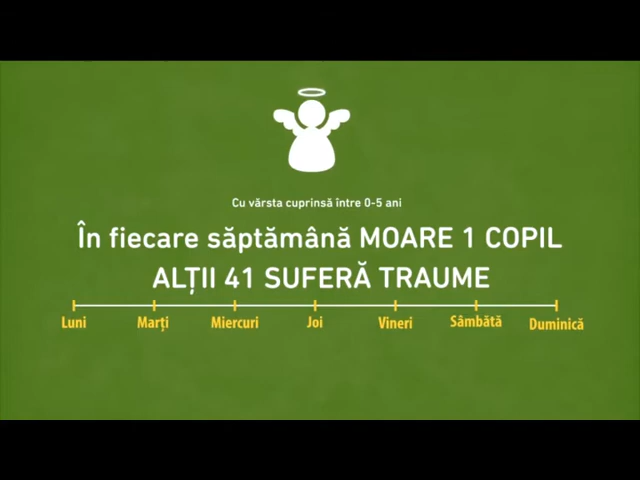 Cu vărsta cuprinsă între 0-5 ani
În fiecare săptămână MOARE 1 COPIL
ALȚII 41 SUFERĂ TRAUME
Luni Marți Miercuri Joi Vineri Sâmbătă Duminică